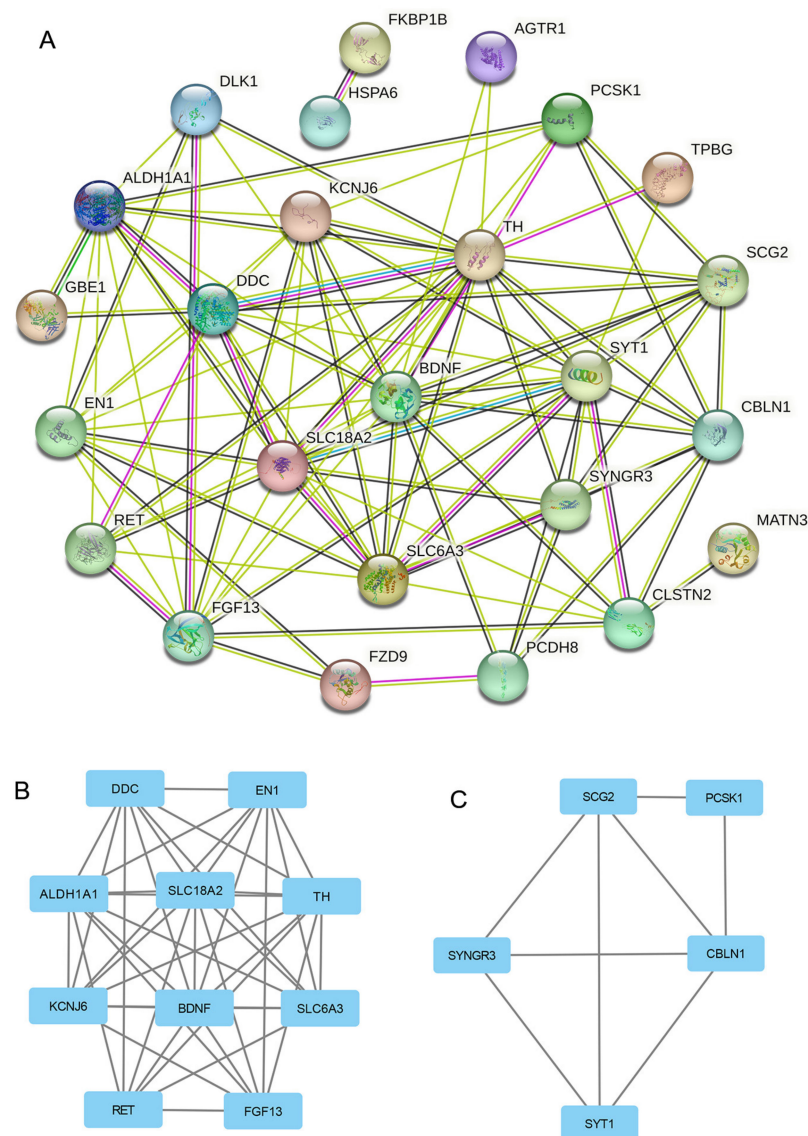 A
FKBP1B
AGTR1
DLK1
HSPA6
PCSK1
TPBG
ALDH1A1
KCNJ6
TH
SCG2
GBE1
DDC
BDNF
SYT1
EN1
SLC18A2
CBLN1
SYNGR3
MATN3
RET
SLC6A3
FGF13
CLSTN2
FZD9
PCDH8
B
DDC
EN1
ALDH1A1
SLC18A2
TH
KCNJ6
BDNF
SLC6A3
RET
FGF13
C
SCG2
PCSK1
SYNGR3
CBLN1
SYT1